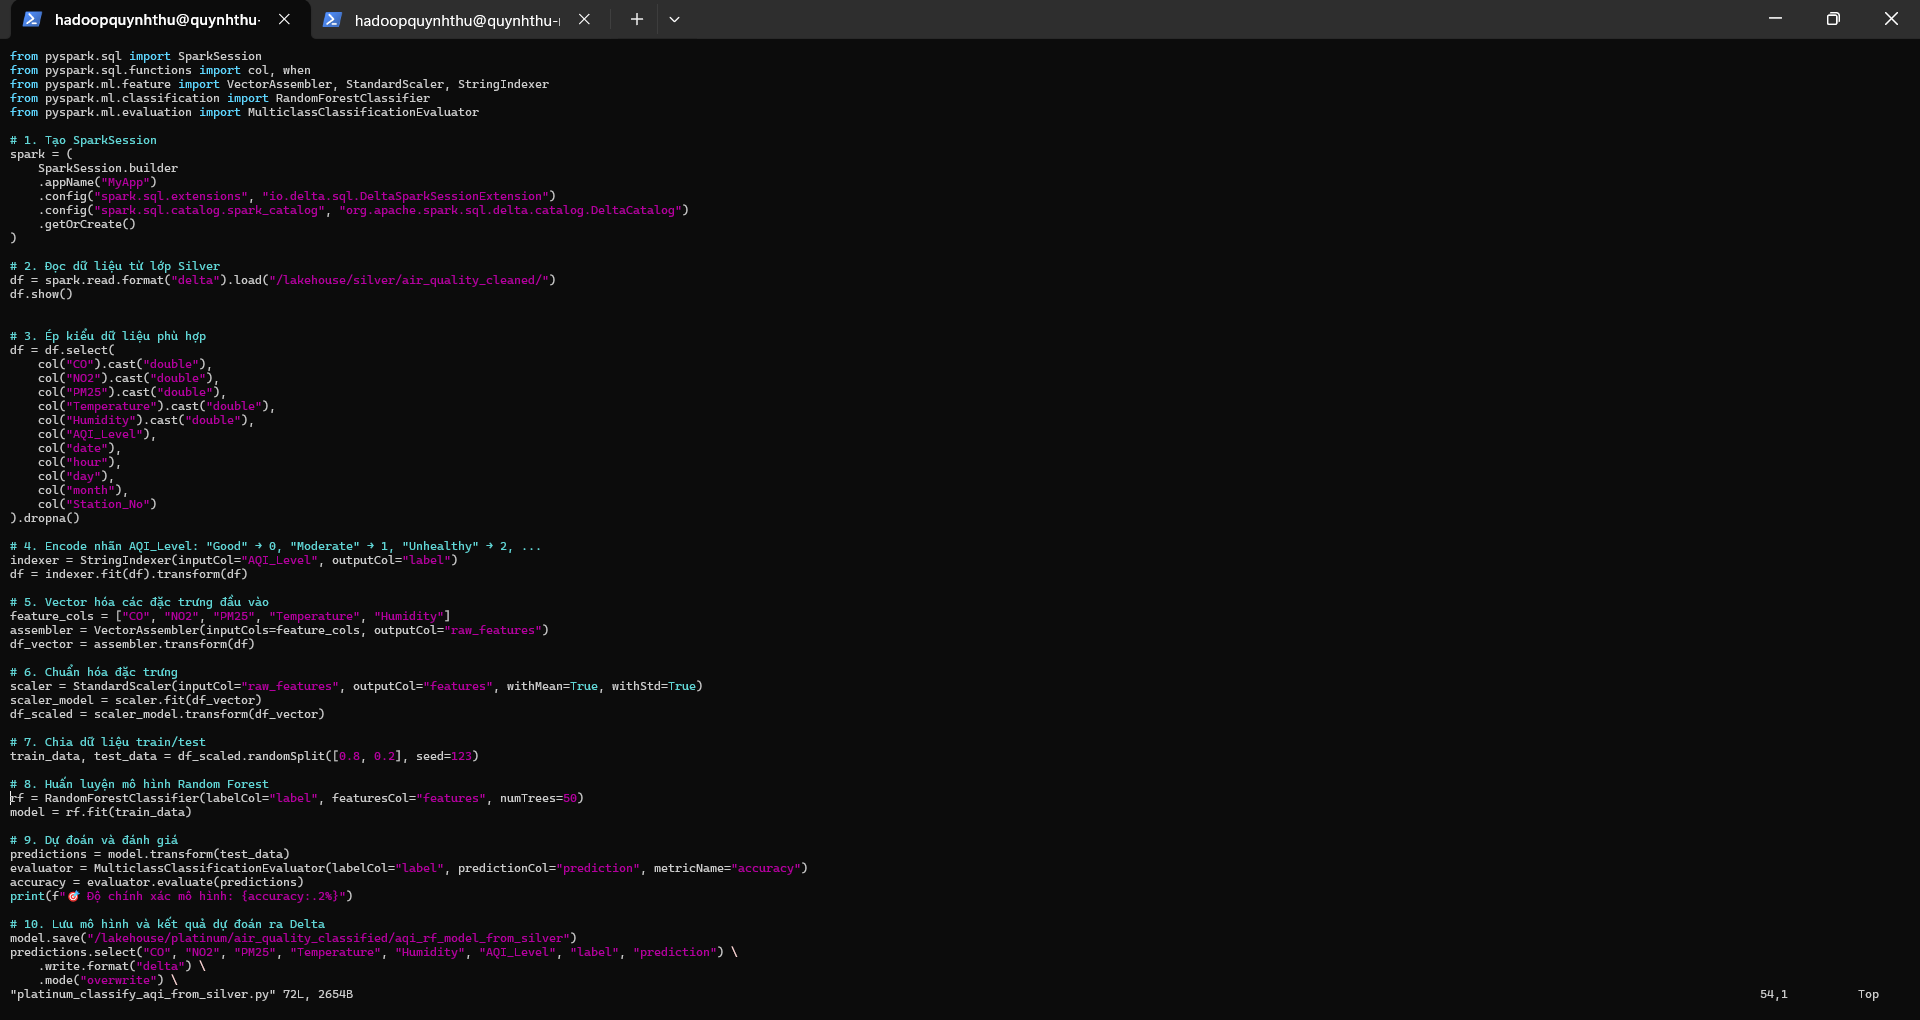 hadoopquynhthu@quynhthu-
hadoopquynhthu@quynhthu-
from pyspark.sql import SparkSession
from pyspark.sql.functions import col, when
from pyspark.ml.feature import VectorAssembler, StandardScaler, StringIndexer
from pyspark.ml.classification import RandomForestClassifier
from pyspark.ml.evaluation import MulticlassClassificationEvaluator
# 1. Tạo SparkSession
spark = (
    SparkSession.builder
    .appName("MyApp")
    .config("spark.sql.extensions", "io.delta.sql.DeltaSparkSessionExtension")
    .config("spark.sql.catalog.spark_catalog", "org.apache.spark.sql.delta.catalog.DeltaCatalog")
    .getOrCreate()
)
# 2. Đọc dữ liệu từ lớp Silver
df = spark.read.format("delta").load("/lakehouse/silver/air_quality_cleaned/")
df.show()
# 3. Ép kiểu dữ liệu phù hợp
df = df.select(
    col("CO").cast("double"),
    col("NO2").cast("double"),
    col("PM25").cast("double"),
    col("Temperature").cast("double"),
    col("Humidity").cast("double"),
    col("AQI_Level"),
    col("date"),
    col("hour"),
    col("day"),
    col("month"),
    col("Station_No")
).dropna()
# 4. Encode nhãn AQI_Level: "Good" → 0, "Moderate" → 1, "Unhealthy" → 2, ...
indexer = StringIndexer(inputCol="AQI_Level", outputCol="label")
df = indexer.fit(df).transform(df)
# 5. Vector hóa các đặc trưng đầu vào
feature_cols = ["CO", "NO2", "PM25", "Temperature", "Humidity"]
assembler = VectorAssembler(inputCols=feature_cols, outputCol="raw_features")
df_vector = assembler.transform(df)
# 6. Chuẩn hóa đặc trưng
scaler = StandardScaler(inputCol="raw_features", outputCol="features", withMean=True, withStd=True)
scaler_model = scaler.fit(df_vector)
df_scaled = scaler_model.transform(df_vector)
# 7. Chia dữ liệu train/test
train_data, test_data = df_scaled.randomSplit([0.8, 0.2], seed=123)
# 8. Huấn luyện mô hình Random Forest
rf = RandomForestClassifier(labelCol="label", featuresCol="features", numTrees=50)
model = rf.fit(train_data)
# 9. Dự đoán và đánh giá
predictions = model.transform(test_data)
evaluator = MulticlassClassificationEvaluator(labelCol="label", predictionCol="prediction", metricName="accuracy")
accuracy = evaluator.evaluate(predictions)
print(f"🎯 Độ chính xác mô hình: {accuracy:.2%}")
# 10. Lưu mô hình và kết quả dự đoán ra Delta
model.save("/lakehouse/platinum/air_quality_classified/aqi_rf_model_from_silver")
predictions.select("CO", "NO2", "PM25", "Temperature", "Humidity", "AQI_Level", "label", "prediction") \
    .write.format("delta") \
    .mode("overwrite") \
"platinum_classify_aqi_from_silver.py" 72L, 2654B 54,1 Top